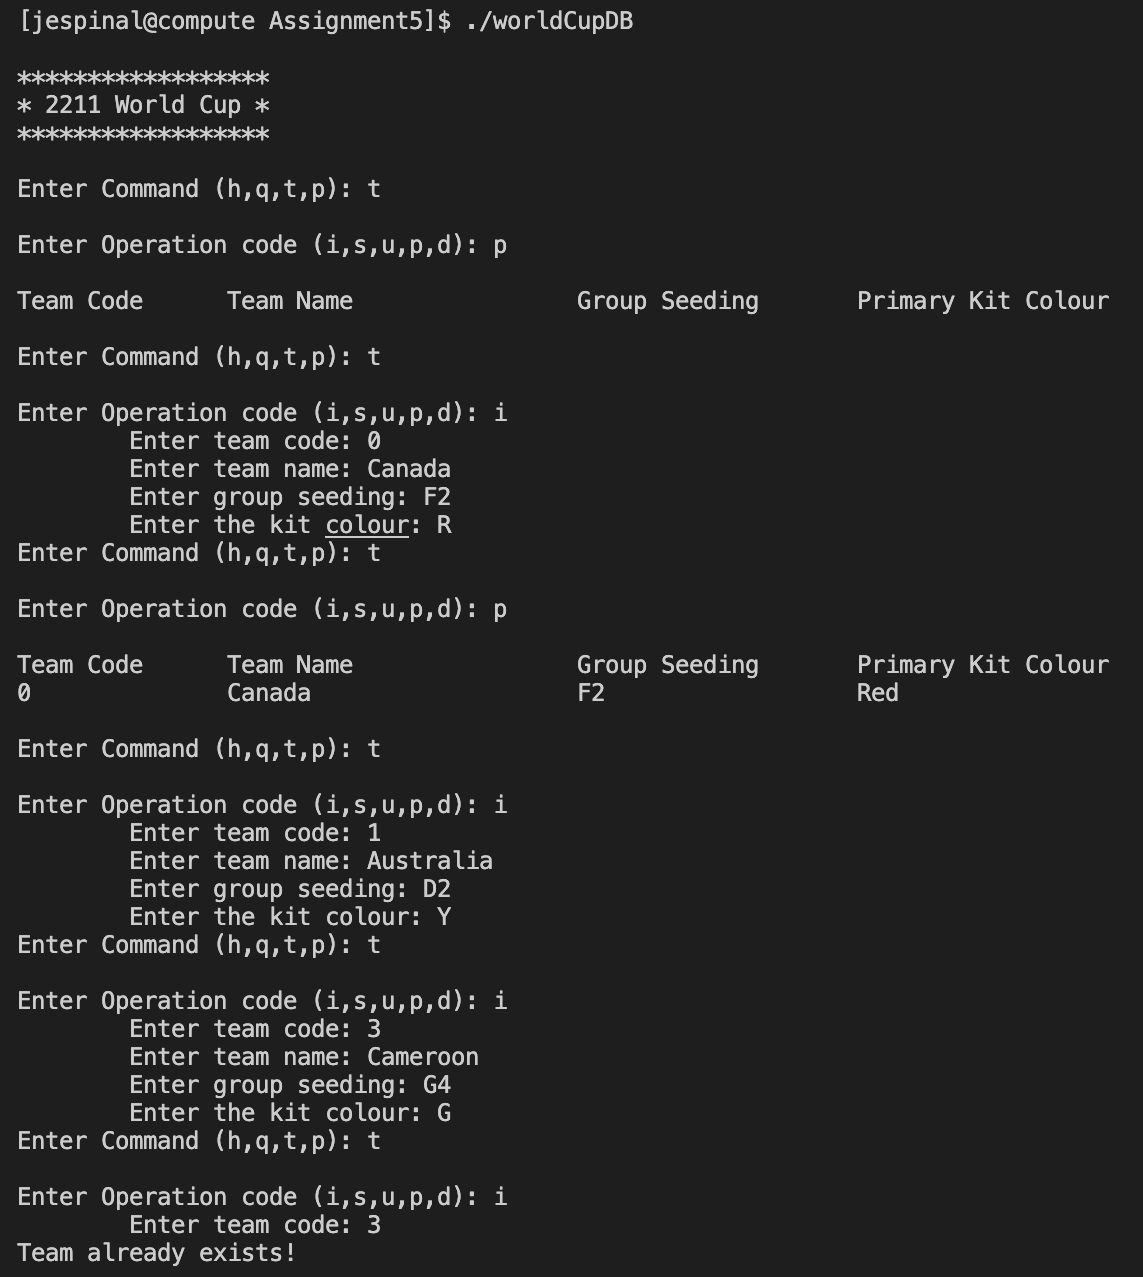 [jespinal@compute Assignment5]$ ./worldCupDB
******************
* 2211 World Cup *
******************
Enter Command (h,q,t,p): t
Enter Operation code (i,s,u,p,d): p
Team Code      Team Name                Group Seeding       Primary Kit Colour
Enter Command (h,q,t,p): t
Enter Operation code (i,s,u,p,d): i
        Enter team code: 0
        Enter team name: Canada
        Enter group seeding: F2
        Enter the kit colour: R
Enter Command (h,q,t,p): t
Enter Operation code (i,s,u,p,d): p
Team Code      Team Name                Group Seeding       Primary Kit Colour
0              Canada                   F2                  Red
Enter Command (h,q,t,p): t
Enter Operation code (i,s,u,p,d): i
        Enter team code: 1
        Enter team name: Australia
        Enter group seeding: D2
        Enter the kit colour: Y
Enter Command (h,q,t,p): t
Enter Operation code (i,s,u,p,d): i
        Enter team code: 3
        Enter team name: Cameroon
        Enter group seeding: G4
        Enter the kit colour: G
Enter Command (h,q,t,p): t
Enter Operation code (i,s,u,p,d): i
        Enter team code: 3
Team already exists!